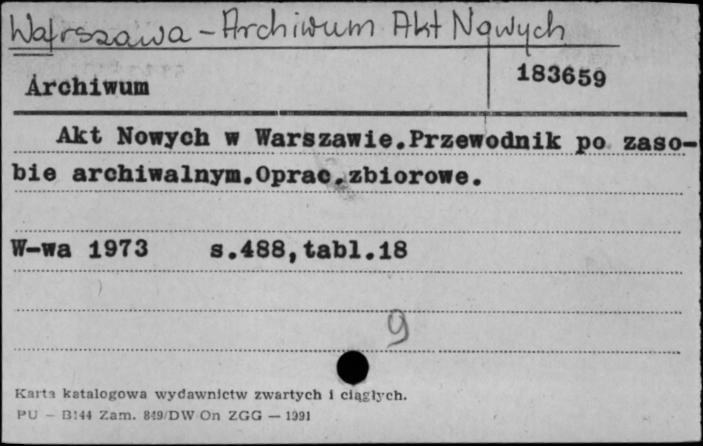 Warszawa - Archiwum Akt Nowych
183659
Archiwum
Akt Nowych w Warszawie.Przewodnik po zaso-
bie archiwalnym.Oprac.zbiorowe.
W-wa 1973 s.488,tabl.18
9
Karta katalogowa wydawnictw zwartych i ciągłych.
PU - B144 Zam. 849/DW On ZGG - 1991